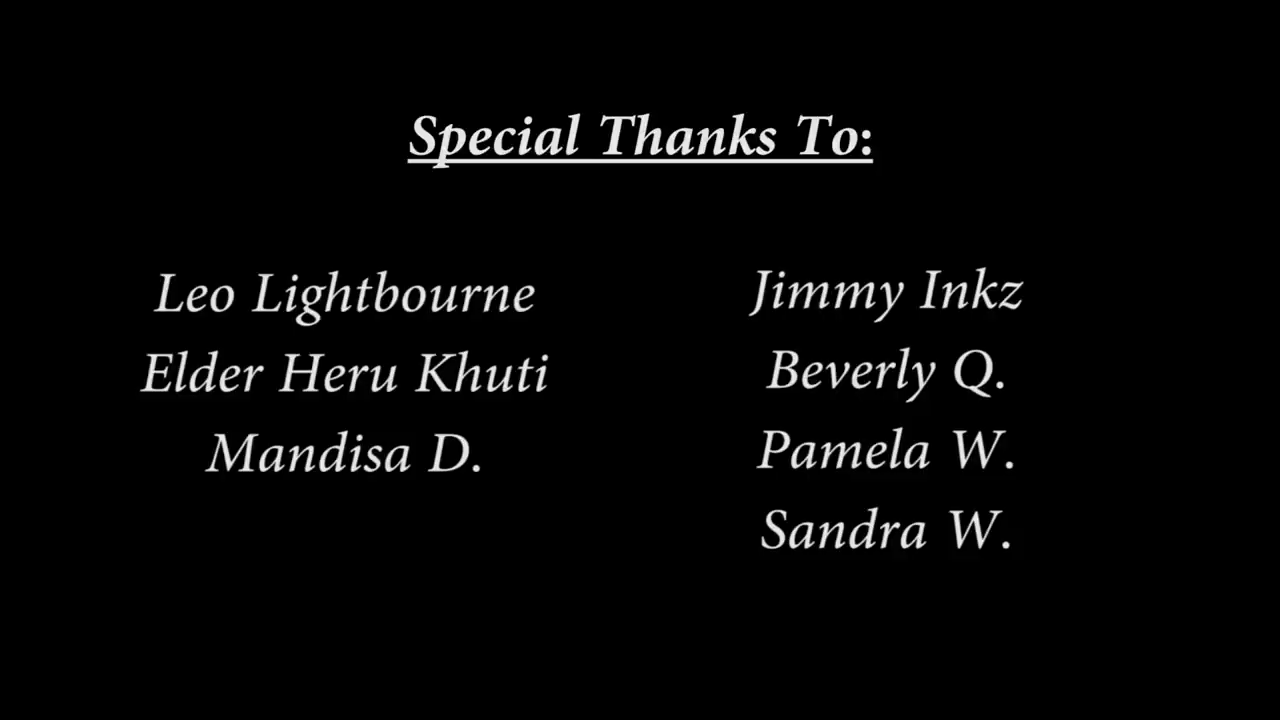 Special Thanks To:
Leo Lightbourne
Elder Heru Khuti
Mandisa D.
Jimmy Inkz
Beverly Q.
Pamela W.
Sandra W.